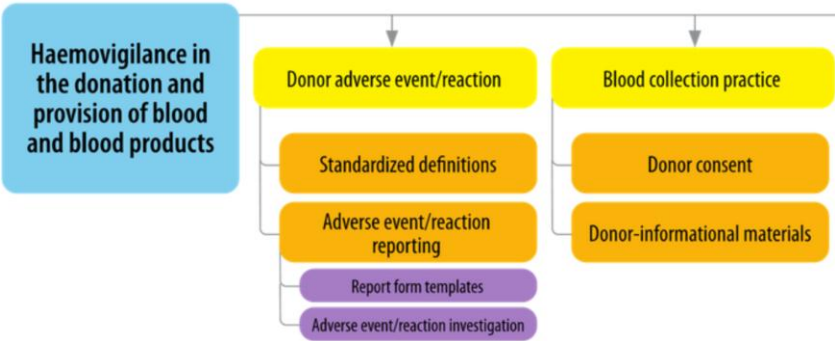 Haemovigilance in
the donation and
provision of blood
and blood products
Donor adverse event/reaction
Standardized definitions
Adverse event/reaction
reporting
Report form templates
Adverse event/reaction investigation
Blood collection practice
Donor consent
Donor-informational materials